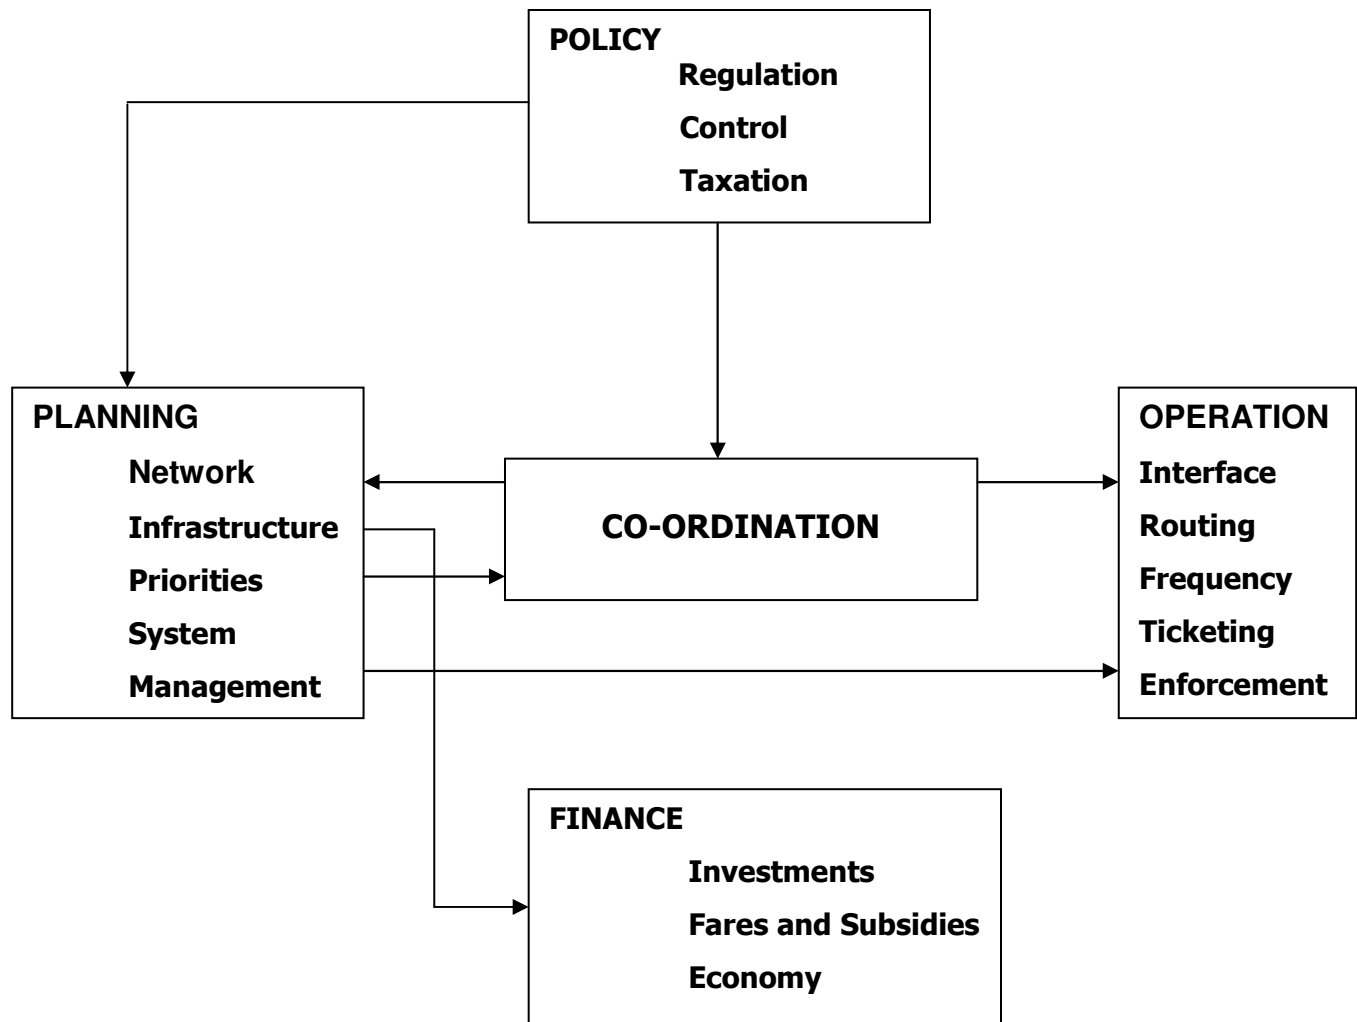 POLICY
Regulation
Control
Taxation
PLANNING
Network
Infrastructure
Priorities
System
Management
CO-ORDINATION
OPERATION
Interface
Routing
Frequency
Ticketing
Enforcement
FINANCE
Investments
Fares and Subsidies
Economy